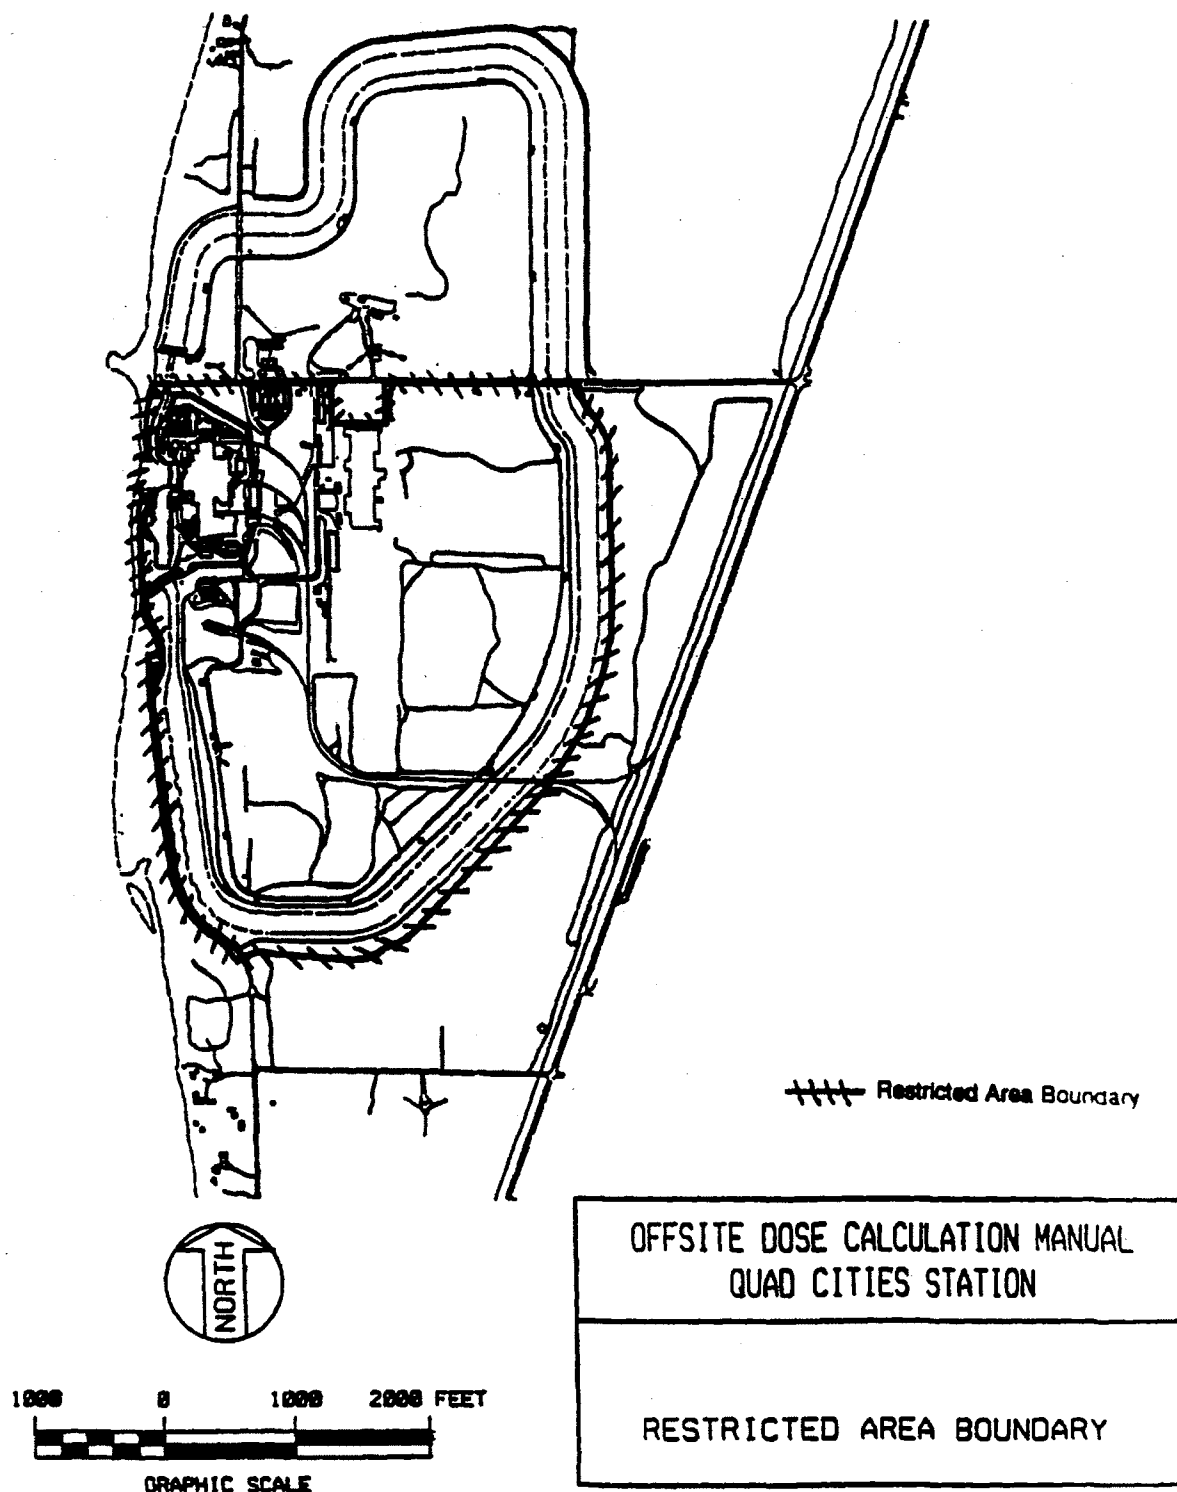 Restricted Area Boundary
OFFSITE DOSE CALCULATION MANUAL
QUAD CITIES STATION
NORTH
1000 0 1000 2000 FEET
GRAPHIC SCALE
RESTRICTED AREA BOUNDARY